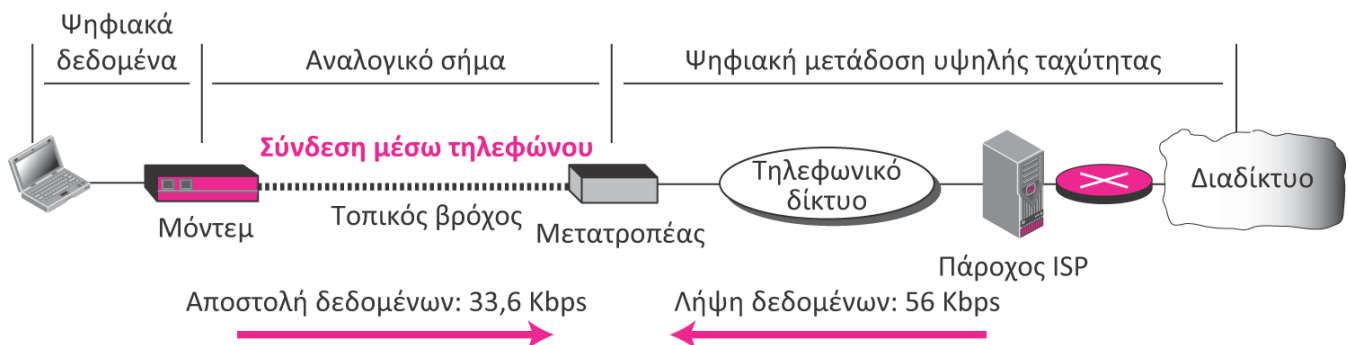 Ψηφιακά
δεδομένα
Αναλογικό σήμα
Ψηφιακή μετάδοση υψηλής ταχύτητας
Σύνδεση μέσω τηλεφώνου
Τηλεφωνικό
δίκτυο
Διαδίκτυο
Μόντεμ
Τοπικός βρόχος
Μετατροπέας
Πάροχος ISP
Αποστολή δεδομένων: 33,6 Kbps
Λήψη δεδομένων: 56 Kbps